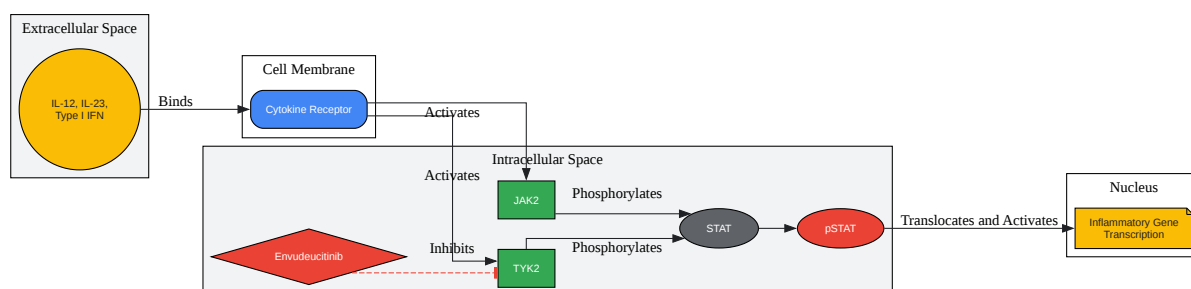 Extracellular Space
IL-12, IL-23,
Type I IFN
Binds
Cell Membrane
Cytokine Receptor
Activates
Activates
Intracellular Space
JAK2
Phosphorylates
STAT
pSTAT
Envudeucitinib
Inhibits
TYK2
Phosphorylates
Translocates and Activates
Nucleus
Inflammatory Gene
Transcription